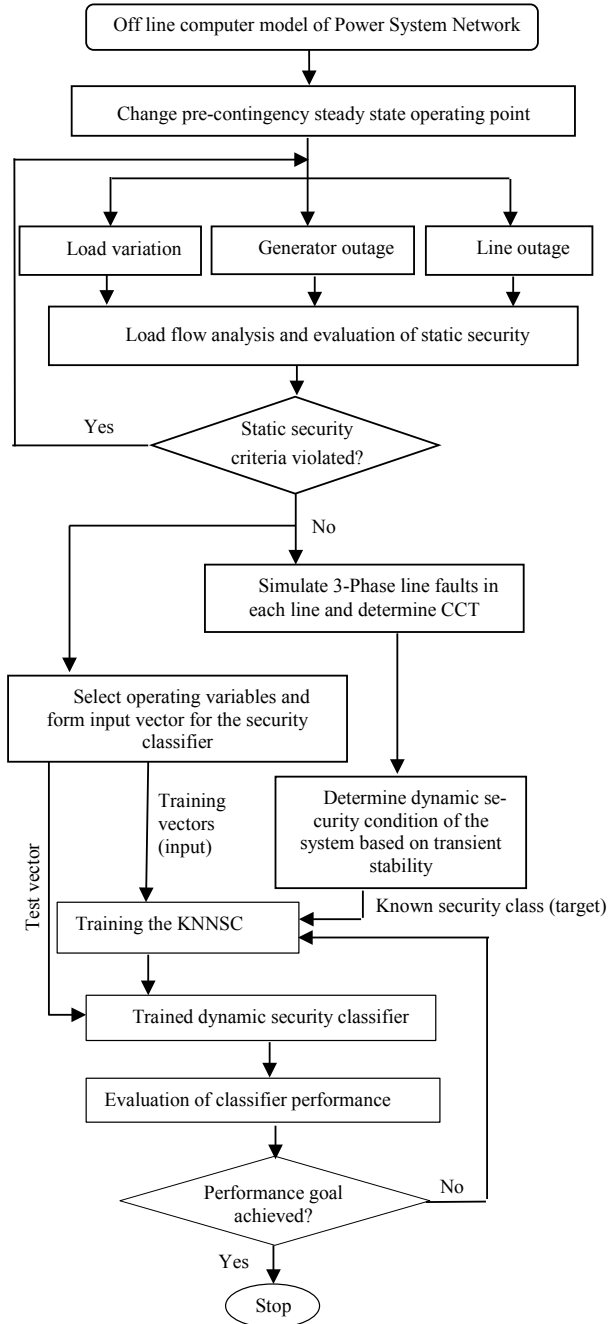 Off line computer model of Power System Network
Change pre-contingency steady state operating point
Load variation
Generator outage
Line outage
Load flow analysis and evaluation of static security
Yes
Static security
criteria violated?
No
Simulate 3-Phase line faults in
each line and determine CCT
Select operating variables and
form input vector for the security
classifier
Training
vectors
(input)
Determine dynamic se-
curity condition of the
system based on transient
stability
Test vector
Known security class (target)
Training the KNNSC
Trained dynamic security classifier
Evaluation of classifier performance
Performance goal
achieved?
No
Yes
Stop